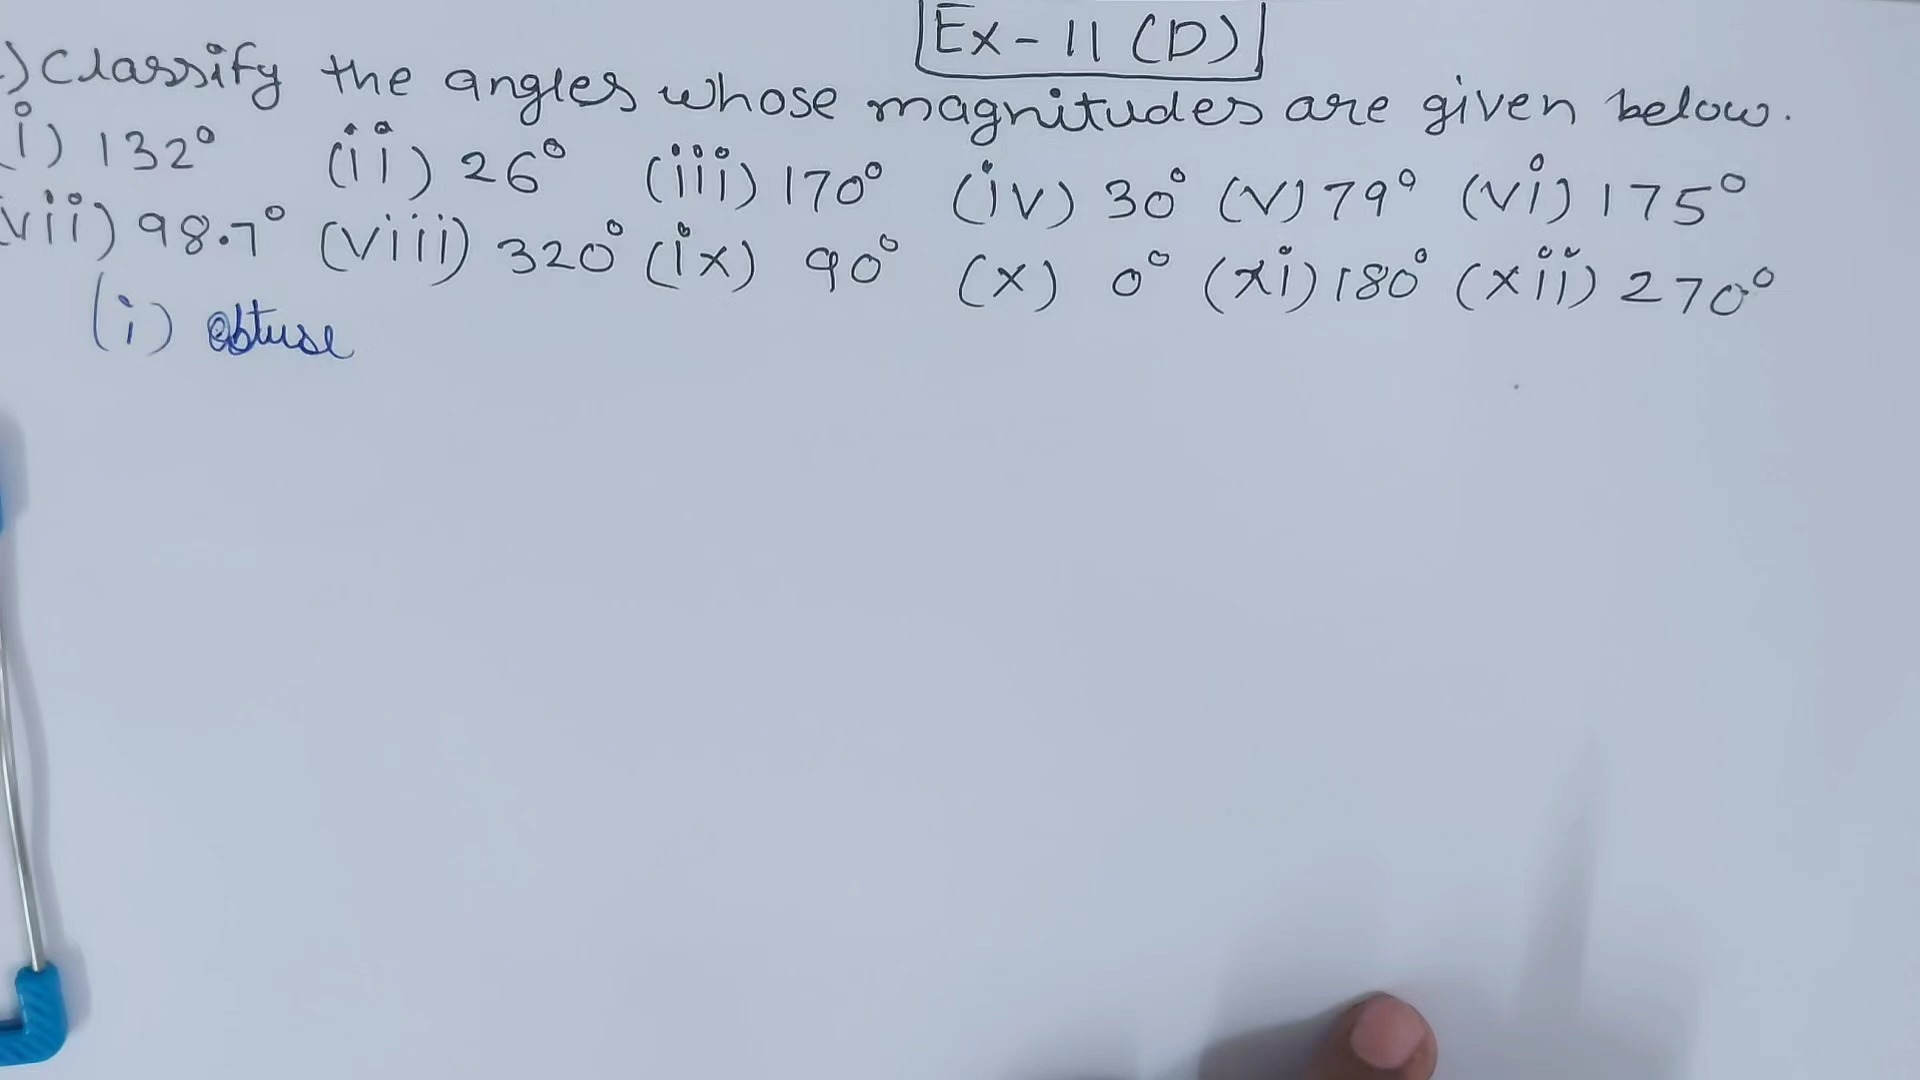 Ex - 11 (D)
.) Classify the angles whose magnitudes are given below.
(i) 132° (ii) 26° (iii) 170° (iv) 30° (v) 79° (vi) 175°
(vii) 98.7° (viii) 320° (ix) 90° (x) 0° (xi) 180° (xii) 270°
(i) obtuse